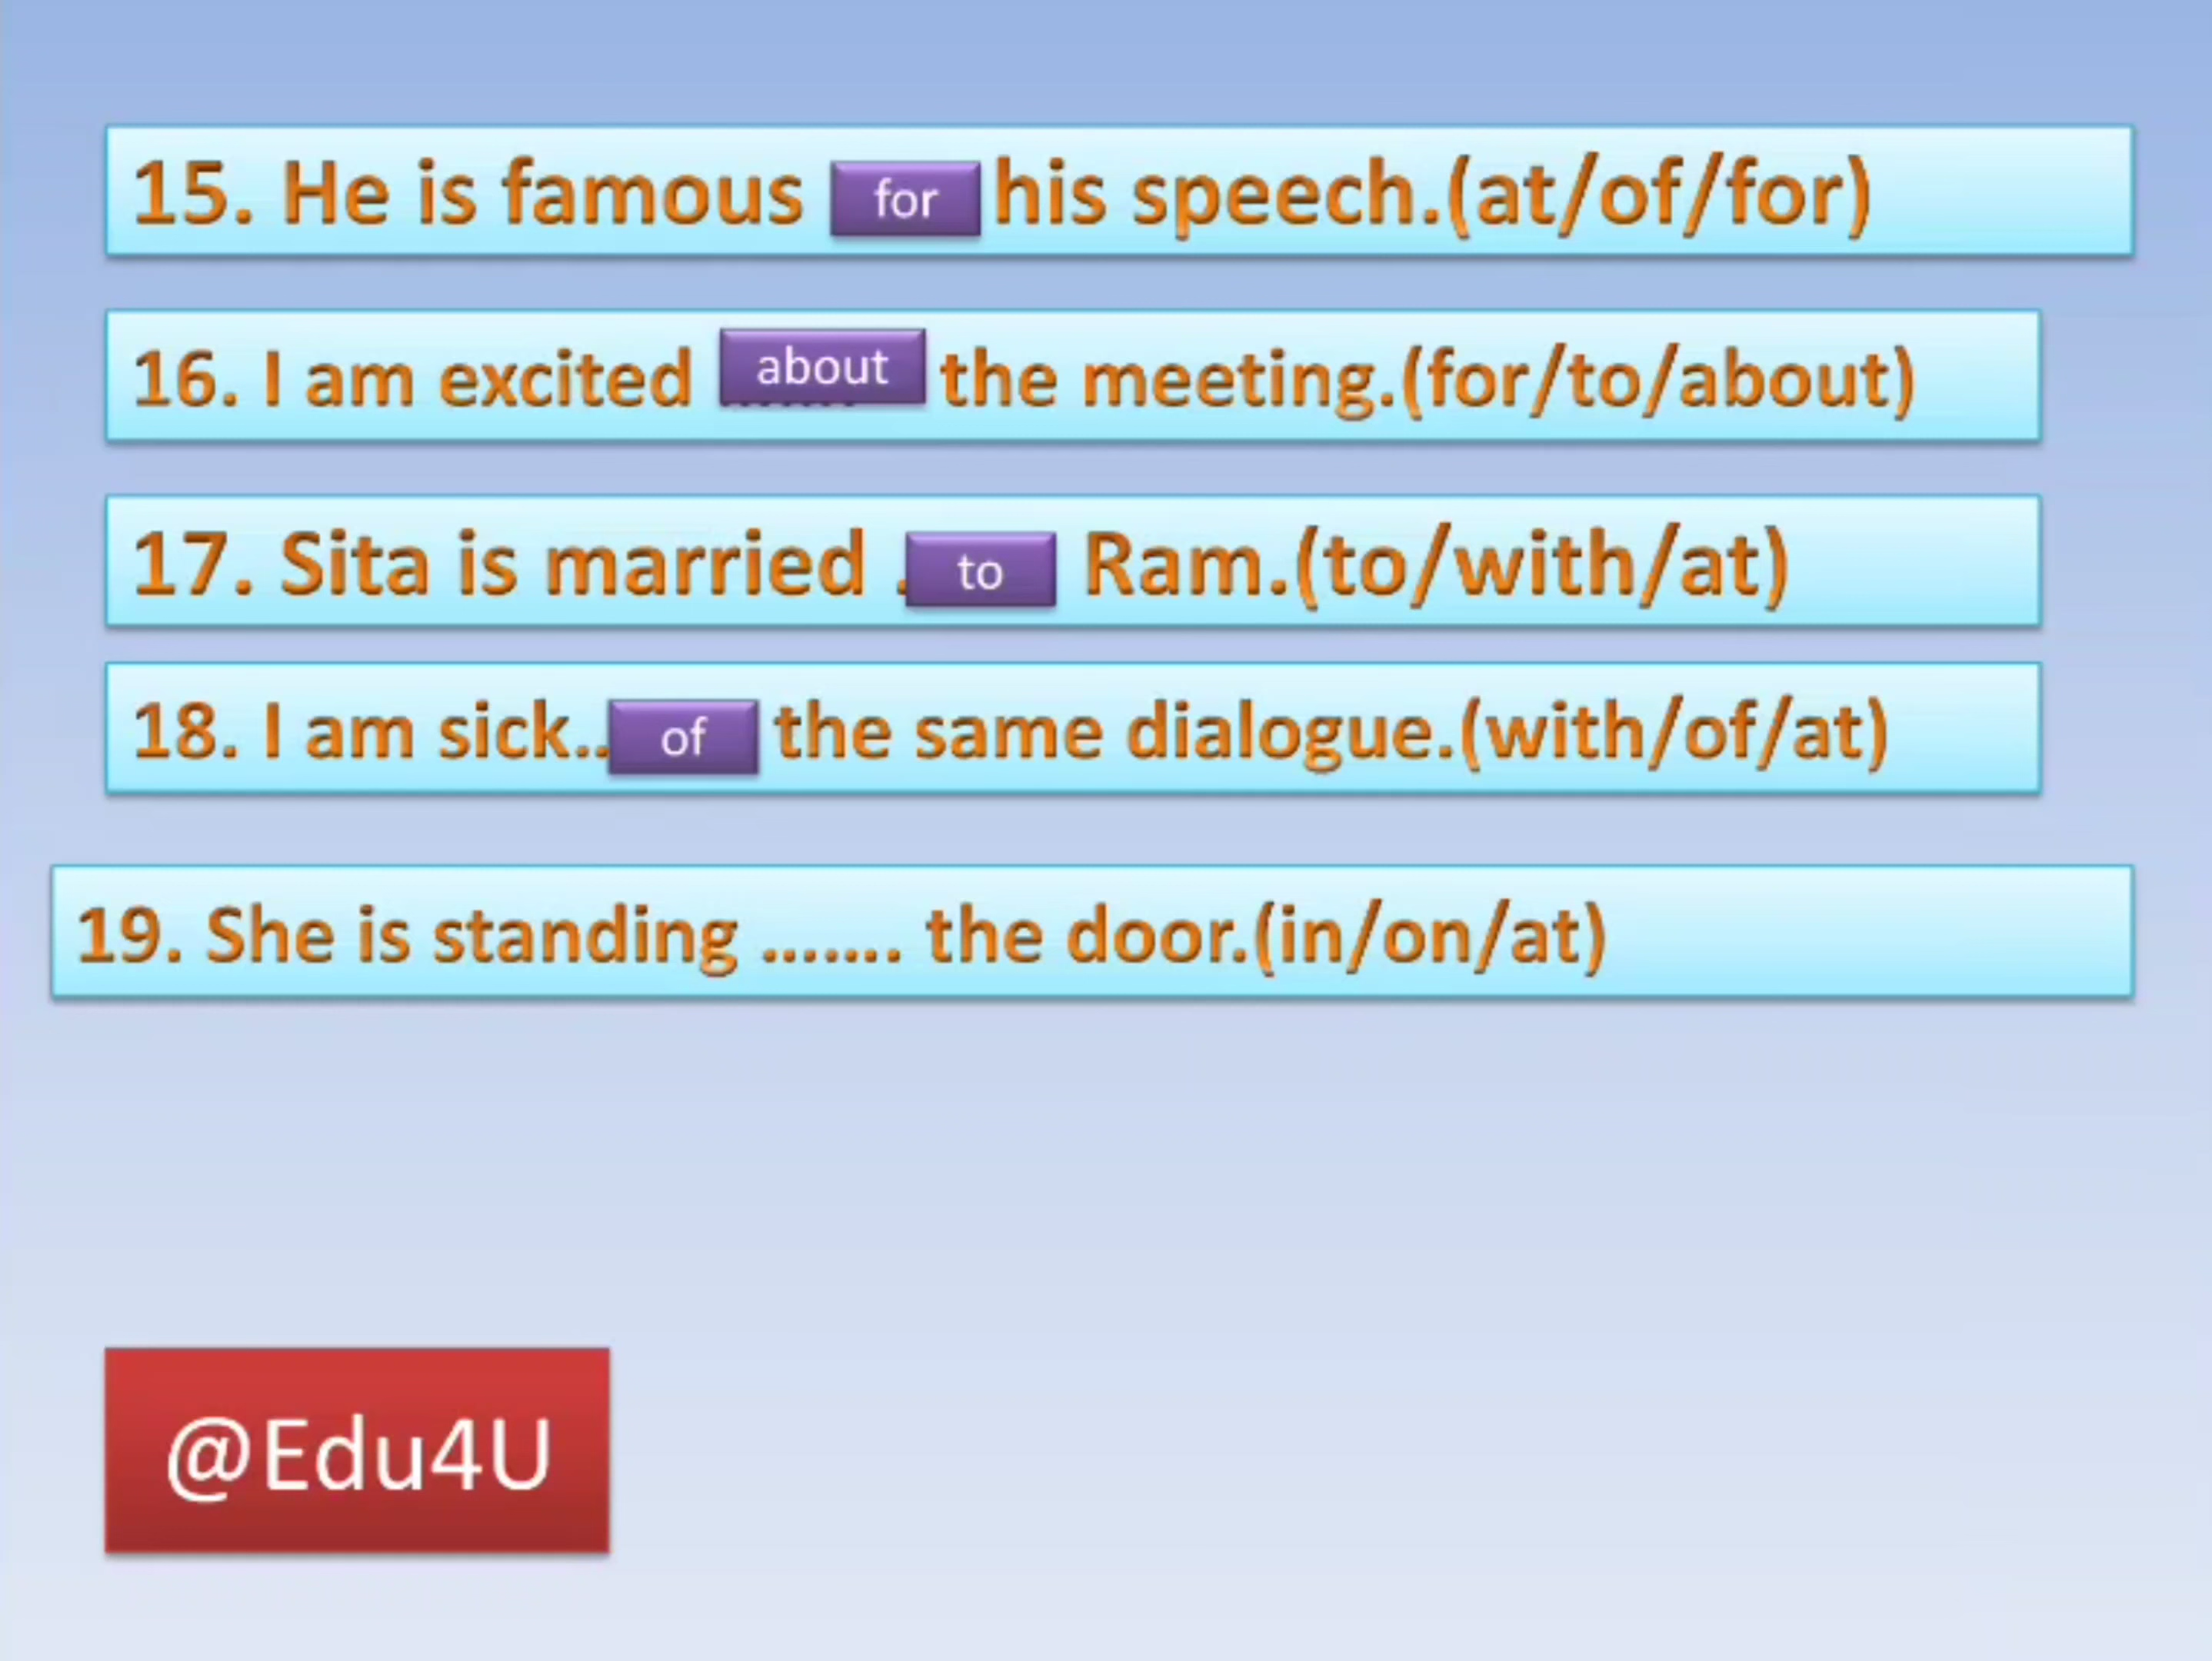 15. He is famous for his speech.(at/of/for)
16. I am excited about the meeting.(for/to/about)
17. Sita is married .to Ram.(to/with/at)
18. I am sick..of the same dialogue.(with/of/at)
19. She is standing ....... the door.(in/on/at)
@Edu4U